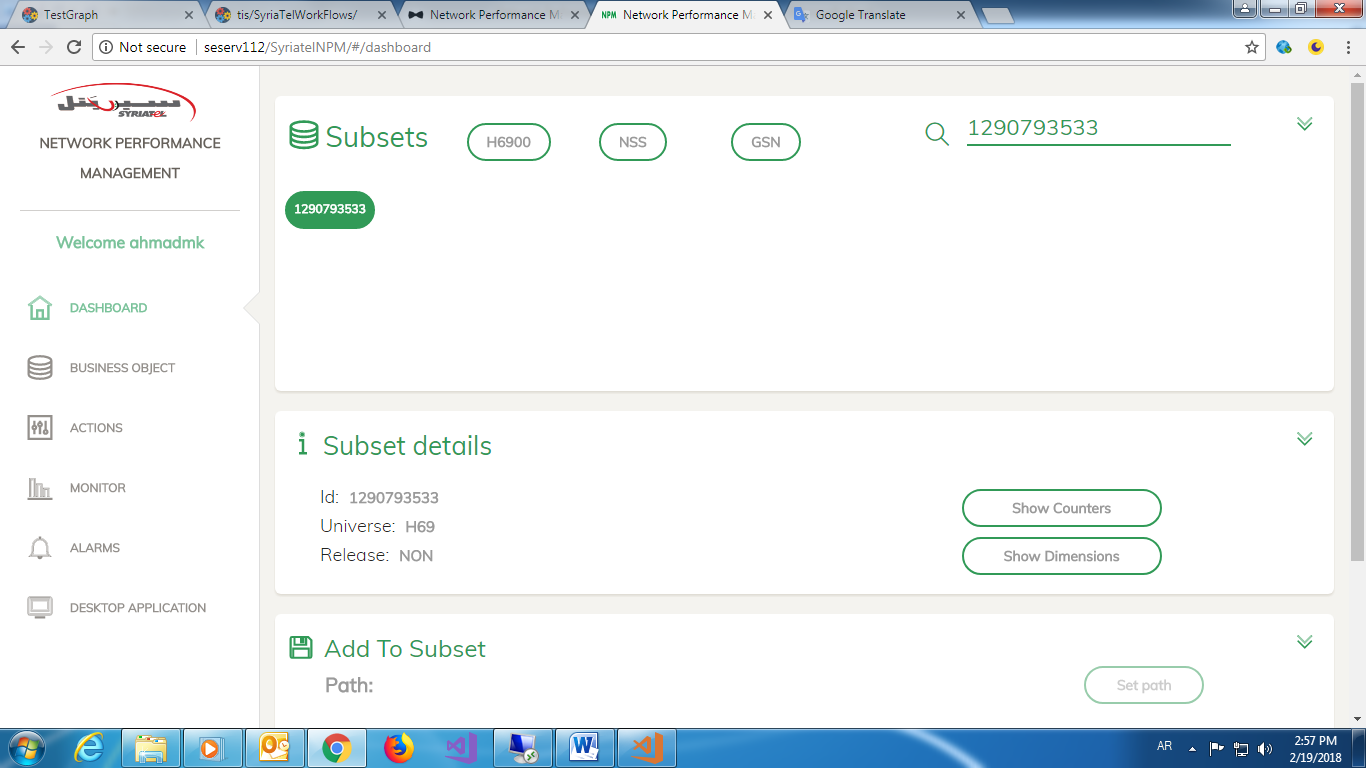 TestGraph
tis/SyriaTelWorkFlows/
Network Performance M
Network Performance M
Google Translate
Not secure
seserv112/SyriatelNPM/#/dashboard
سيريتل
SYRIATEL
NETWORK PERFORMANCE
MANAGEMENT
Welcome ahmadmk
DASHBOARD
BUSINESS OBJECT
ACTIONS
MONITOR
ALARMS
DESKTOP APPLICATION
Subsets
H6900
NSS
GSN
1290793533
1290793533
Subset details
Id: 1290793533
Universe: H69
Release: NON
Show Counters
Show Dimensions
Add To Subset
Path:
Set path
AR
2:57 PM
2/19/2018